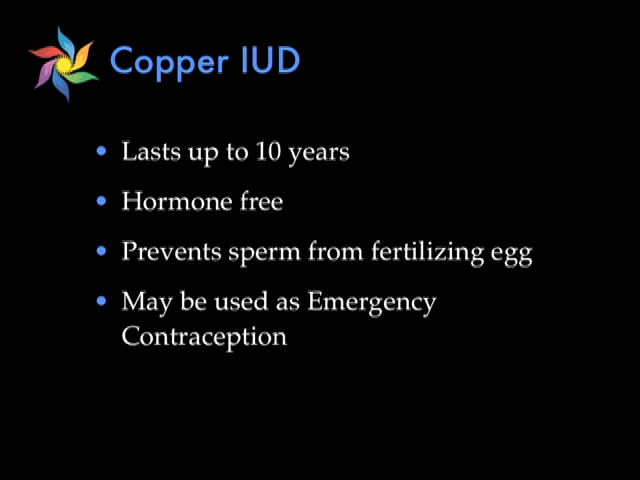 Copper IUD
• Lasts up to 10 years
• Hormone free
• Prevents sperm from fertilizing egg
• May be used as Emergency
Contraception